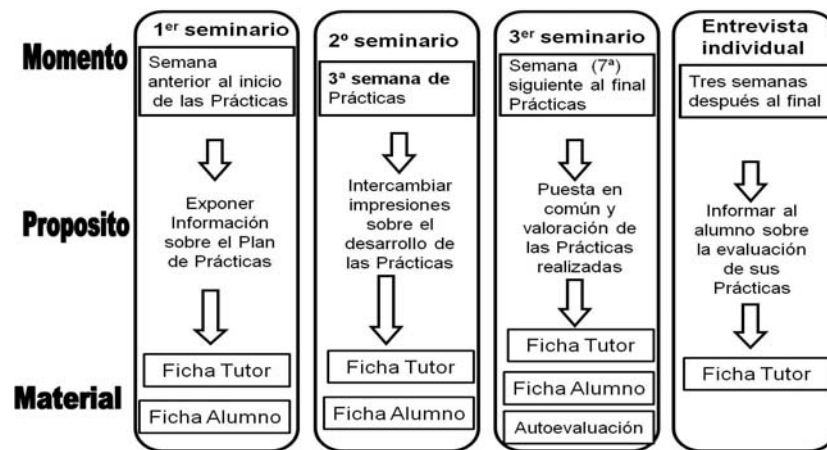 1er seminario
2º seminario
3er seminario
Entrevista
individual
Momento
Semana
anterior al inicio
de las Prácticas
3ª semana de
Prácticas
Semana (7ª)
siguiente al final
Prácticas
Tres semanas
después al final
Proposito
Exponer
Información
sobre el Plan
de Prácticas
Intercambiar
impresiones
sobre el
desarrollo de
las Prácticas
Puesta en
común y
valoración de
las Prácticas
realizadas
Informar al
alumno sobre
la evaluación
de sus
Prácticas
Material
Ficha Tutor
Ficha Alumno
Ficha Tutor
Ficha Alumno
Ficha Tutor
Ficha Alumno
Autoevaluación
Ficha Tutor